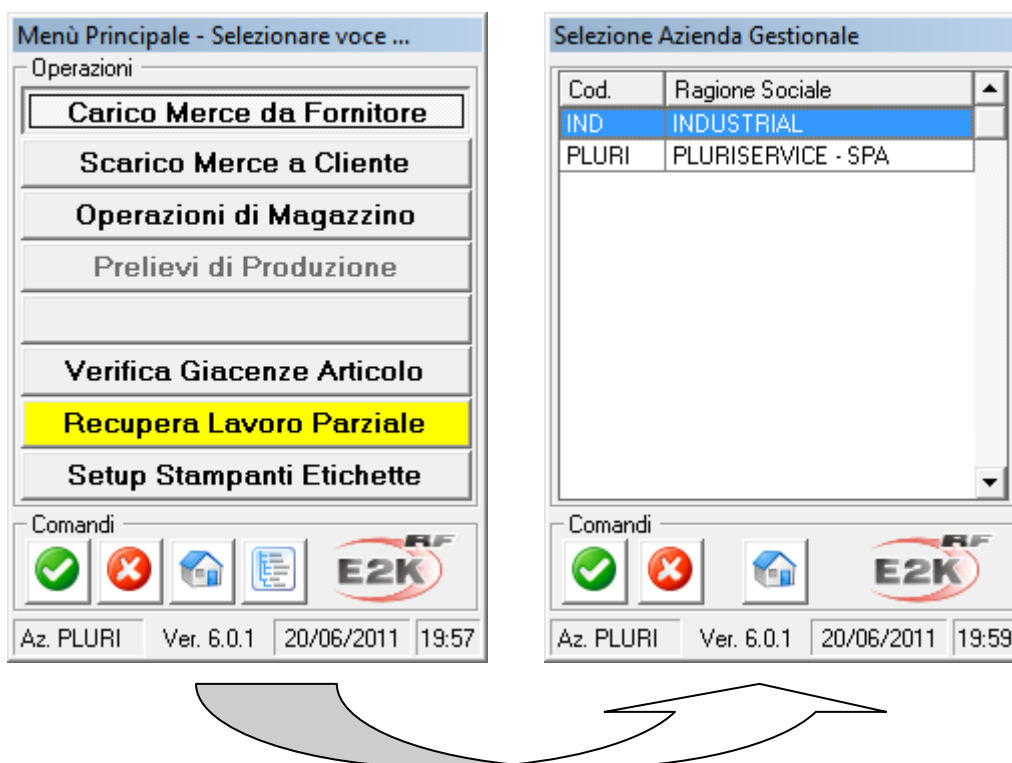 Menù Principale - Selezionare voce ...
Operazioni
Carico Merce da Fornitore
Scarico Merce a Cliente
Operazioni di Magazzino
Prelievi di Produzione
Verifica Giacenze Articolo
Recupera Lavoro Parziale
Setup Stampanti Etichette
Comandi
RF
E2K
Az. PLURI Ver. 6.0.1 20/06/2011 19:57
Selezione Azienda Gestionale
Cod. Ragione Sociale
IND INDUSTRIAL
PLURI PLURISERVICE - SPA
Comandi
RF
E2K
Az. PLURI Ver. 6.0.1 20/06/2011 19:59